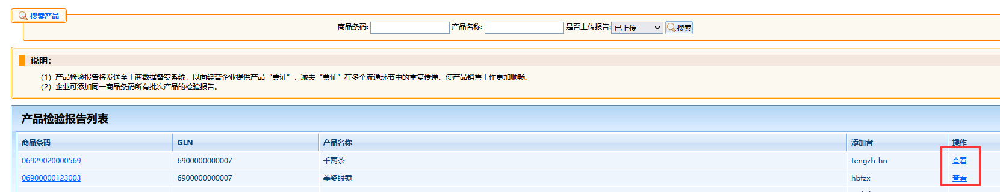 搜索产品
商品条码: 产品名称: 是否上传报告: 已上传 搜索
说明：
（1）产品检验报告将发送至工商数据备案系统，以向经营企业提供产品“票证”，减去“票证”在多个流通环节中的重复传递，使产品销售工作更加顺畅。
（2）企业可添加同一商品条码所有批次产品的检验报告。
产品检验报告列表
商品条码 GLN 产品名称 添加者 操作
06929020000569 6900000000007 千两茶 tengzh-hn 查看
06900000123003 6900000000007 美姿眼镜 hbfzx 查看